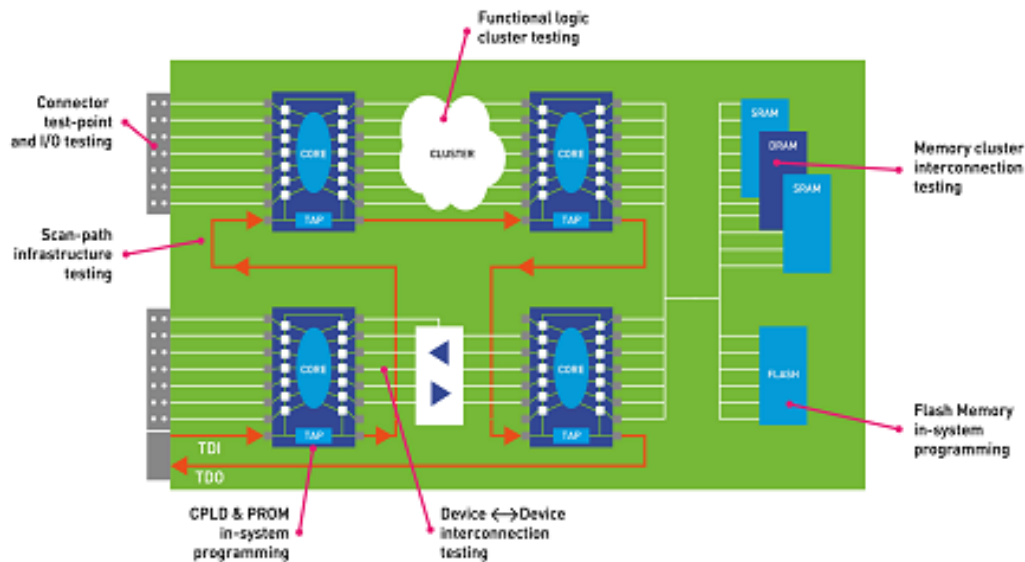 Functional logic
cluster testing
Connector
test-point
and I/O testing
CORE
CLUSTER
CORE
SRAM
DRAM
SRAM
Memory cluster
interconnection
testing
TAP
TAP
Scan-path
infrastructure
testing
CORE
CORE
FLASH
Flash Memory
in-system
programming
TAP
TAP
TDI
TDO
CPLD & PROM
in-system
programming
Device <->Device
interconnection
testing